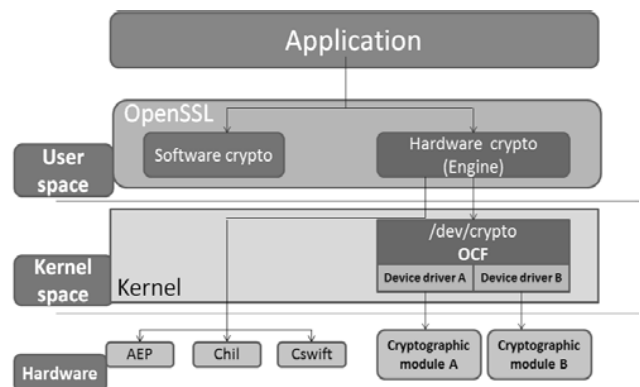 Application
OpenSSL
Software crypto
Hardware crypto
(Engine)
User
space
/dev/crypto
OCF
Device driver A
Device driver B
Kernel
space
Kernel
AEP
Chil
Cswift
Cryptographic
module A
Cryptographic
module B
Hardware